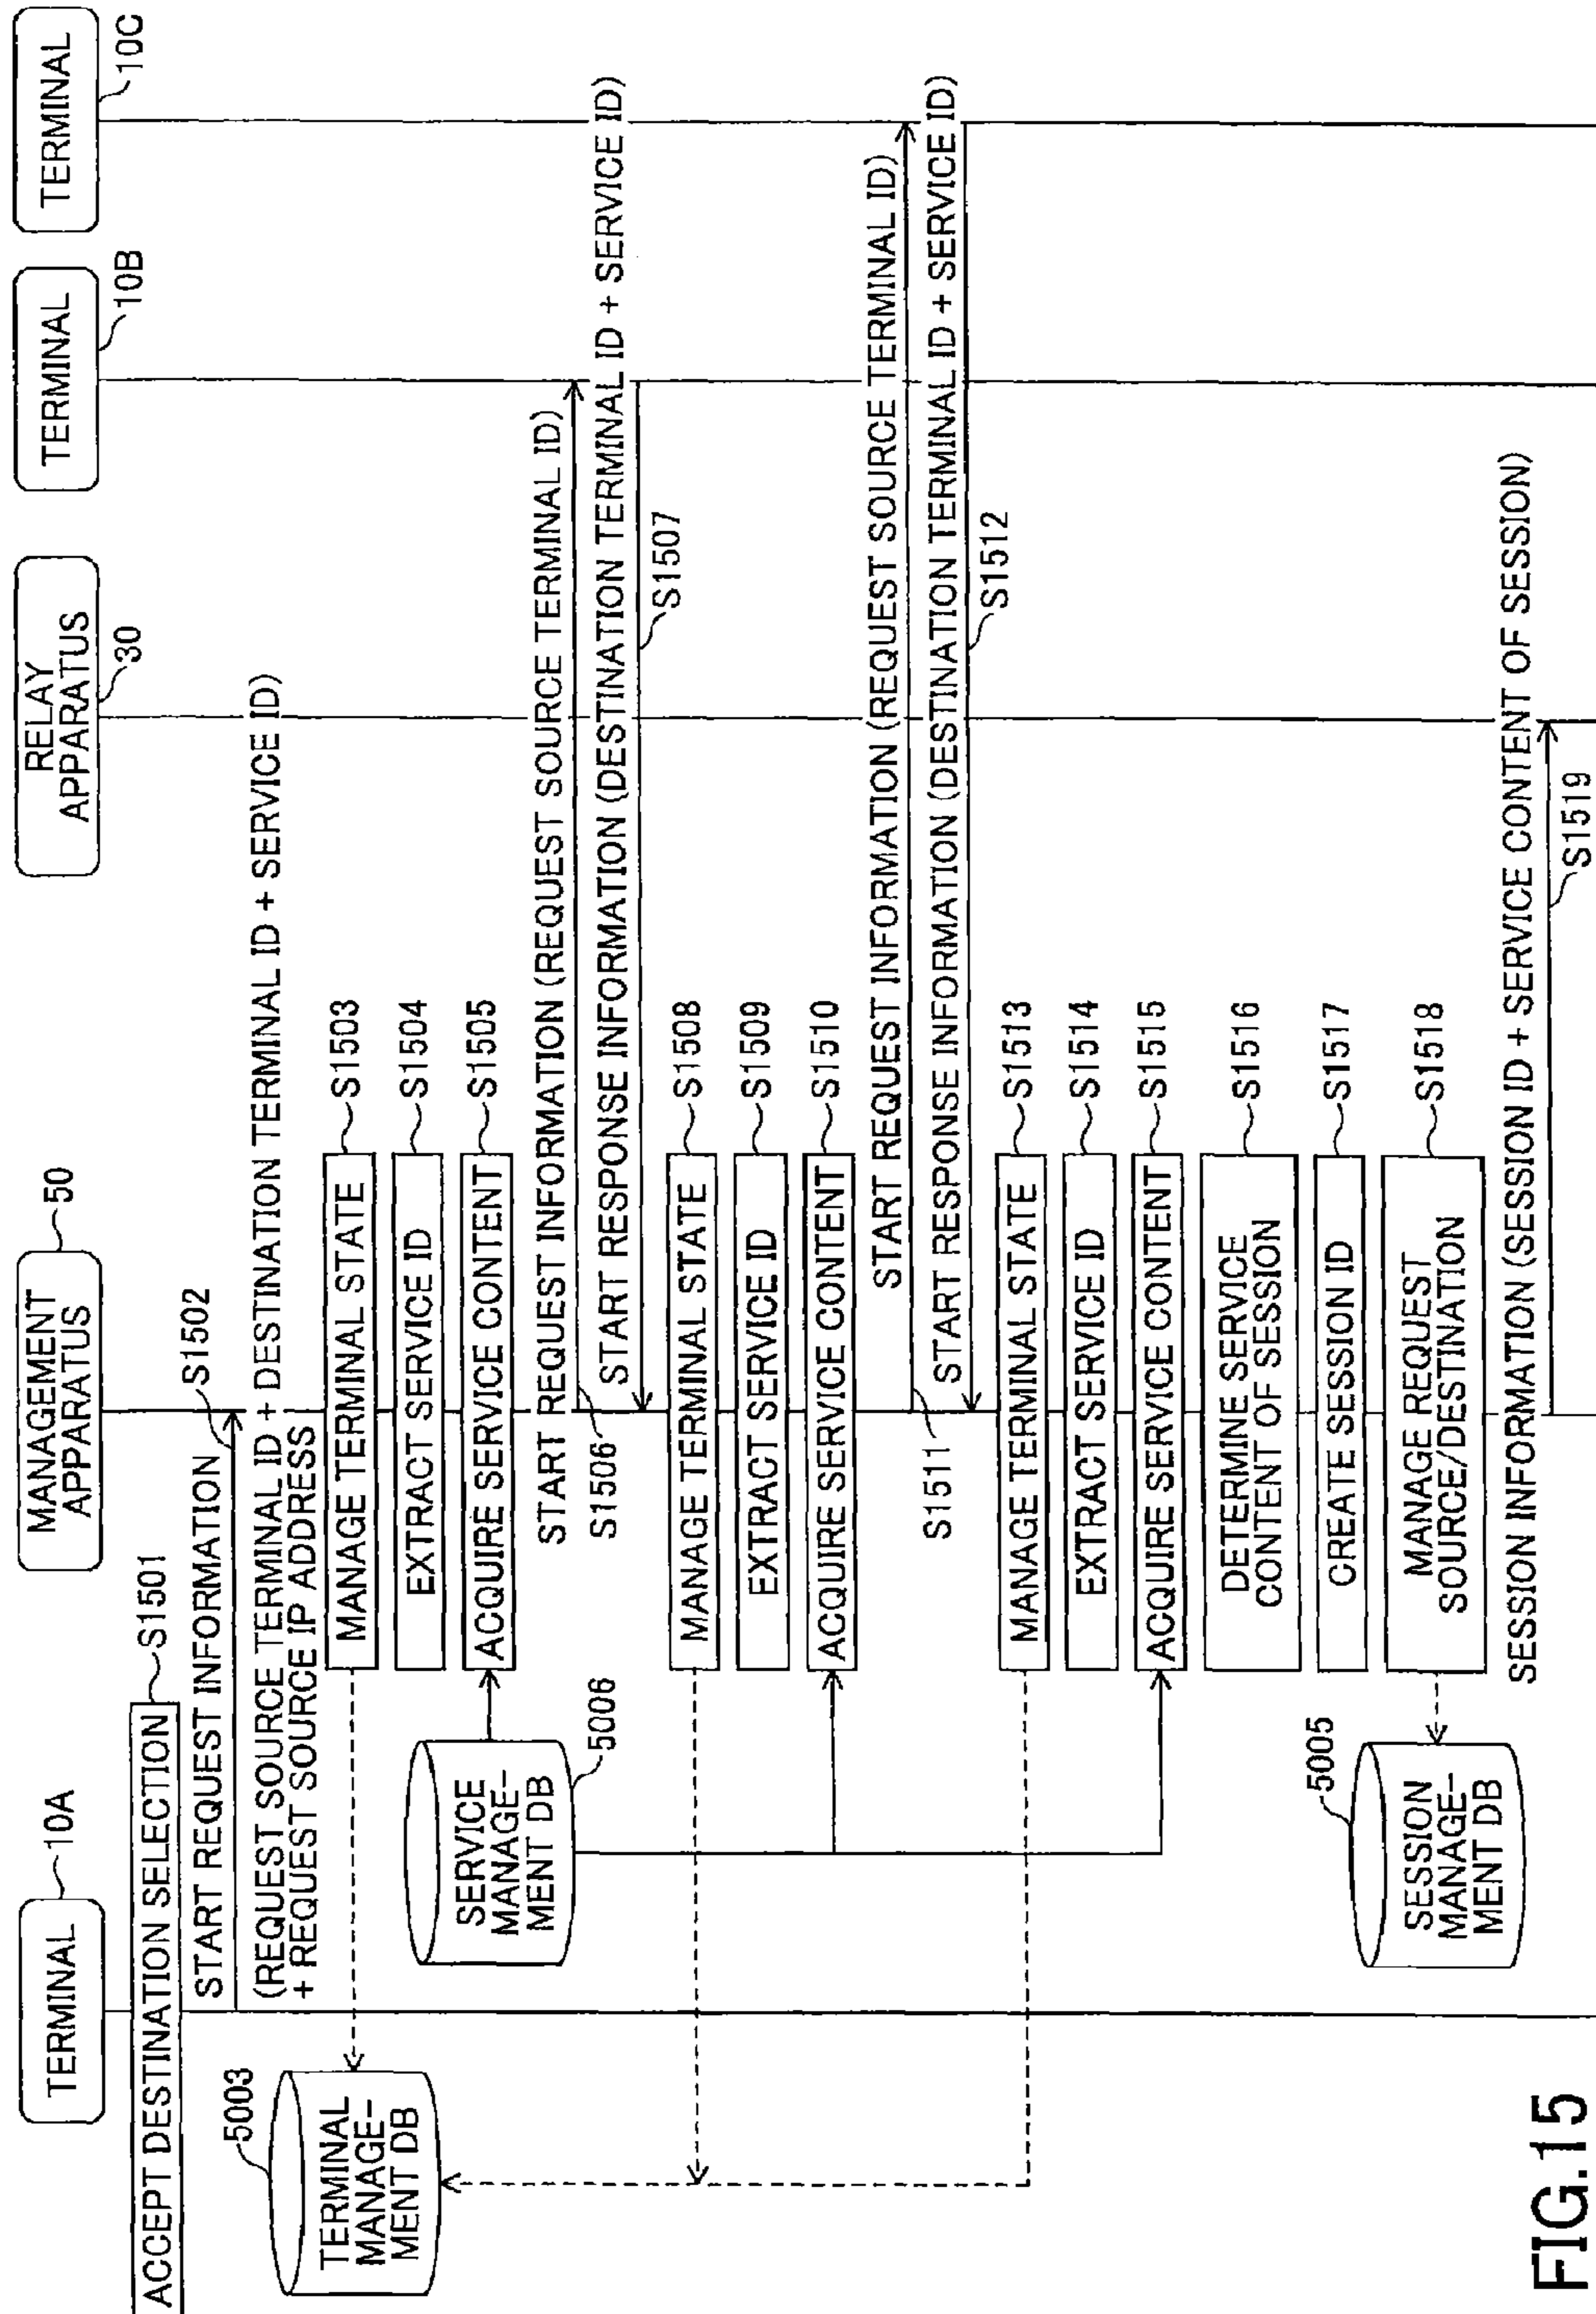 TERMINAL
10A
MANAGEMENT
APPARATUS
50
RELAY
APPARATUS
30
TERMINAL
10B
TERMINAL
10C
ACCEPT DESTINATION SELECTION
S1501
START REQUEST INFORMATION
S1502
(REQUEST SOURCE TERMINAL ID + DESTINATION TERMINAL ID + SERVICE ID)
+ REQUEST SOURCE IP ADDRESS
5003
TERMINAL
MANAGE-
MENT DB
MANAGE TERMINAL STATE
S1503
EXTRACT SERVICE ID
S1504
ACQUIRE SERVICE CONTENT
S1505
SERVICE
MANAGE-
MENT DB
5006
START REQUEST INFORMATION (REQUEST SOURCE TERMINAL ID)
S1506
START RESPONSE INFORMATION (DESTINATION TERMINAL ID + SERVICE ID)
S1507
MANAGE TERMINAL STATE
S1508
EXTRACT SERVICE ID
S1509
ACQUIRE SERVICE CONTENT
S1510
START REQUEST INFORMATION (REQUEST SOURCE TERMINAL ID)
S1511
START RESPONSE INFORMATION (DESTINATION TERMINAL ID + SERVICE ID)
S1512
MANAGE TERMINAL STATE
S1513
EXTRACT SERVICE ID
S1514
ACQUIRE SERVICE CONTENT
S1515
DETERMINE SERVICE
CONTENT OF SESSION
S1516
CREATE SESSION ID
S1517
MANAGE REQUEST
SOURCE/DESTINATION
S1518
5005
SESSION
MANAGE-
MENT DB
SESSION INFORMATION (SESSION ID + SERVICE CONTENT OF SESSION)
S1519
FIG.15